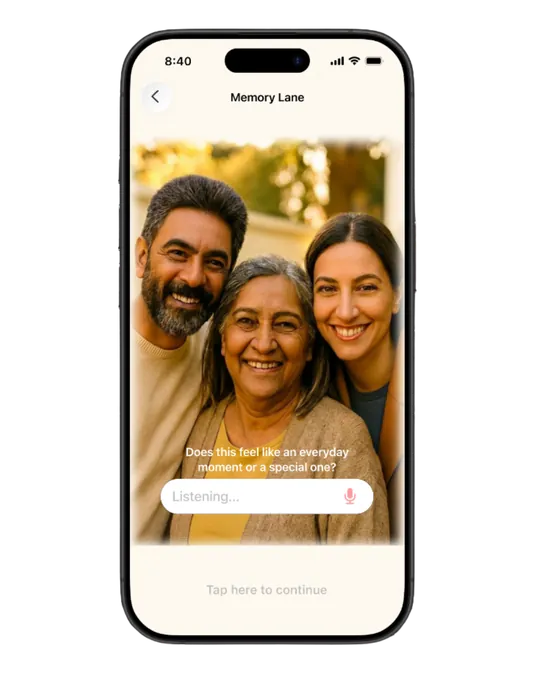 8:40
Memory Lane
Does this feel like an everyday
moment or a special one?
Listening...
Tap here to continue